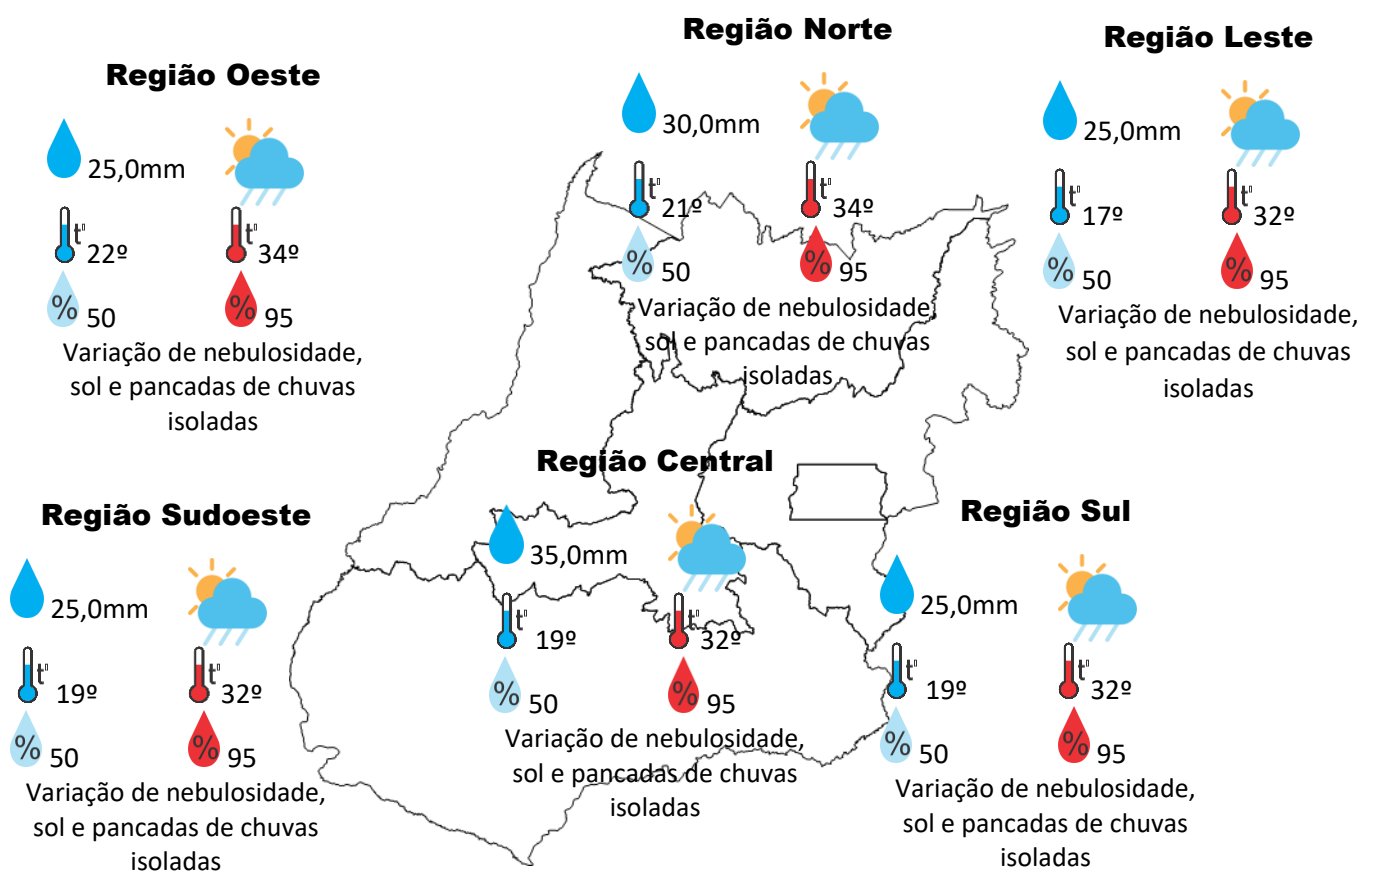 Região Oeste
25,0mm
t°
22º
t°
34º
%
50
%
95
Variação de nebulosidade,
sol e pancadas de chuvas
isoladas
Região Norte
30,0mm
t°
21º
t°
34º
%
50
%
95
Variação de nebulosidade,
sol e pancadas de chuvas
isoladas
Região Leste
25,0mm
t°
17º
t°
32º
%
50
%
95
Variação de nebulosidade,
sol e pancadas de chuvas
isoladas
Região Sudoeste
25,0mm
t°
19º
t°
32º
%
50
%
95
Variação de nebulosidade,
sol e pancadas de chuvas
isoladas
Região Central
35,0mm
t°
19º
t°
32º
%
50
%
95
Variação de nebulosidade,
sol e pancadas de chuvas
isoladas
Região Sul
25,0mm
t°
19º
t°
32º
%
50
%
95
Variação de nebulosidade,
sol e pancadas de chuvas
isoladas